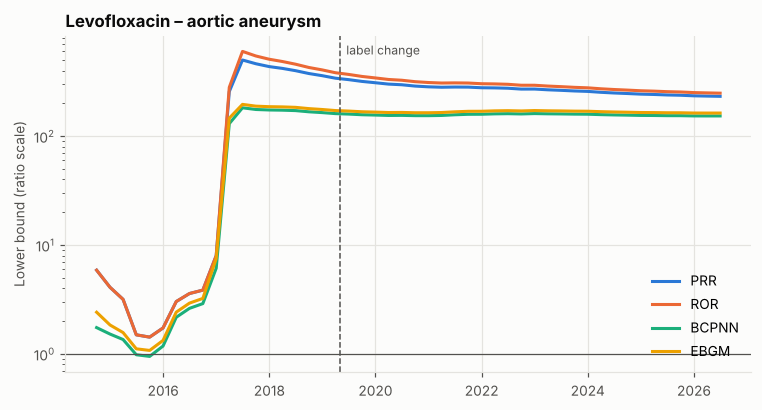 Levofloxacin – aortic aneurysm
label change
Lower bound (ratio scale)
10²
10¹
10⁰
PRR
ROR
BCPNN
EBGM
2016
2018
2020
2022
2024
2026